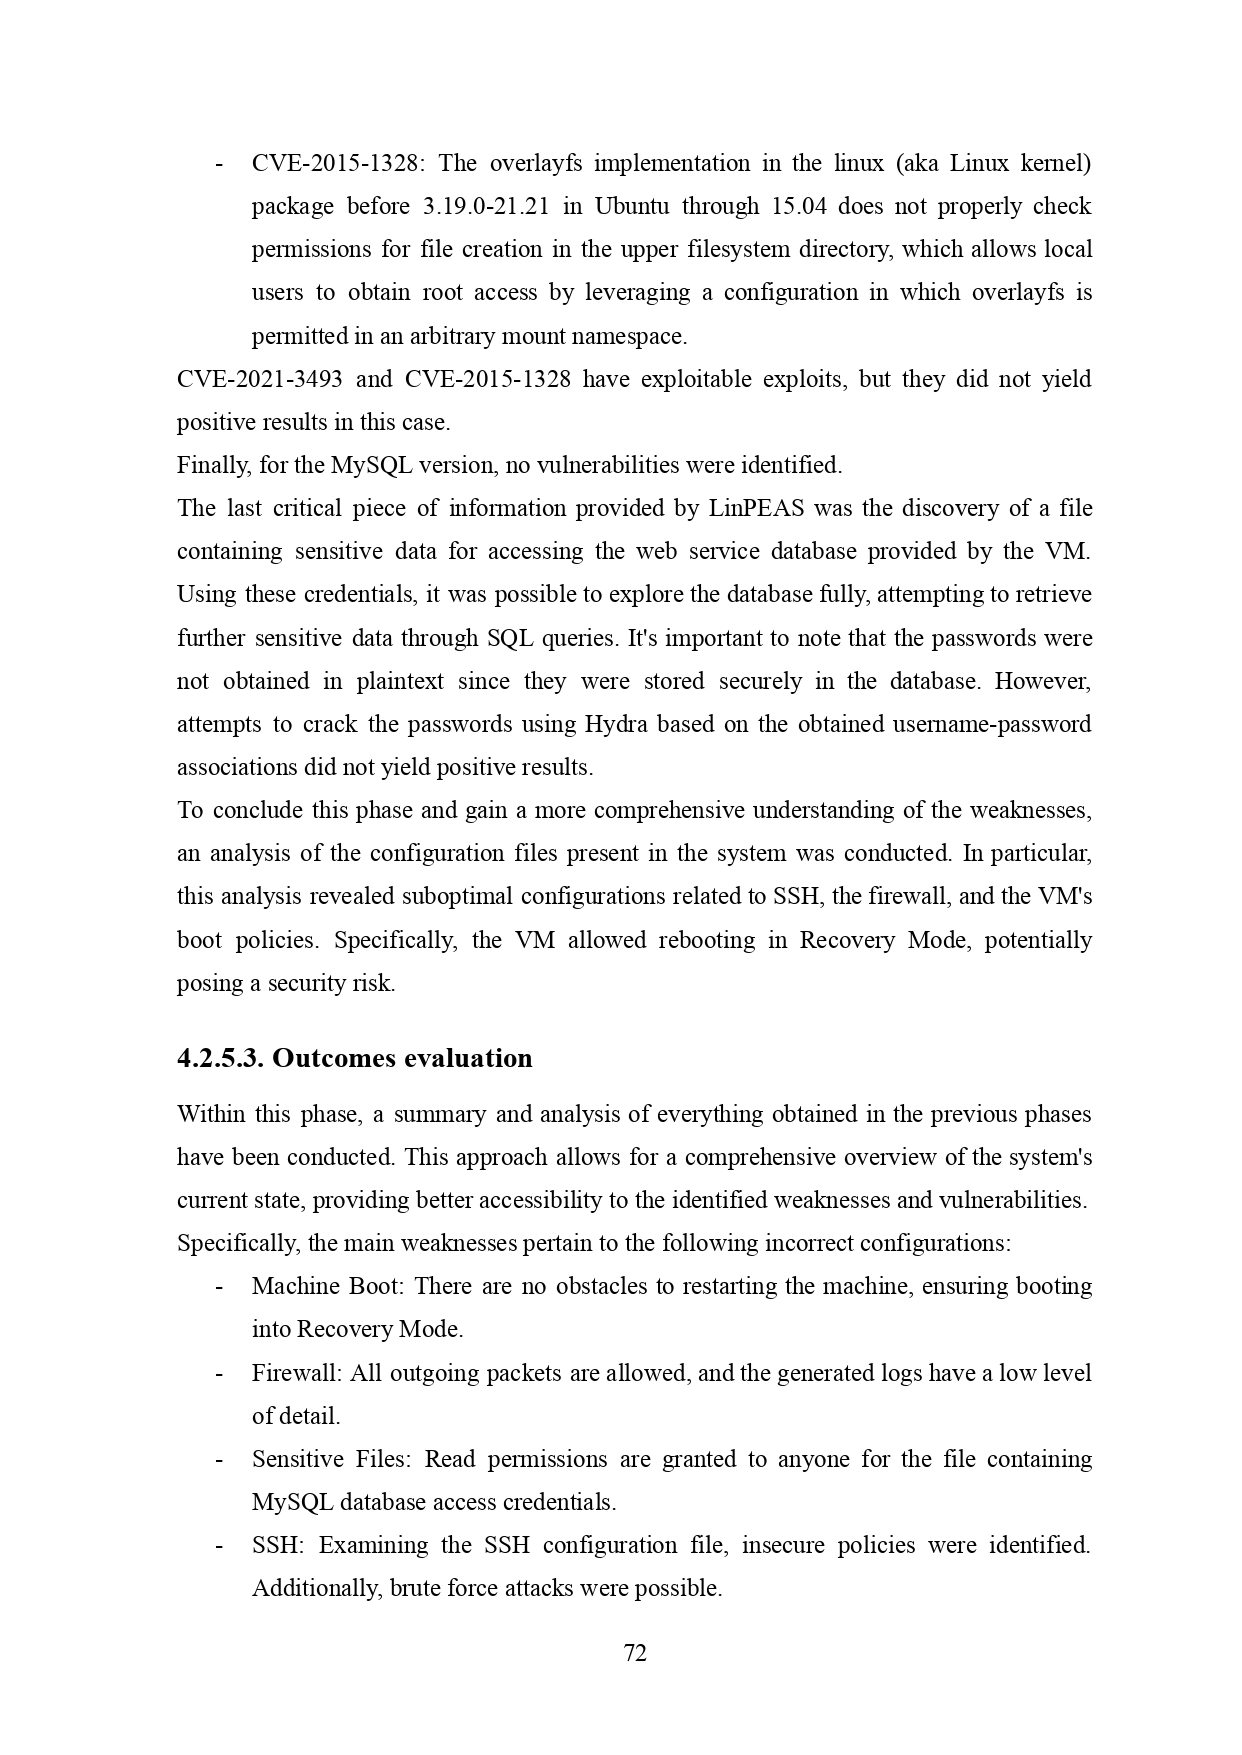 - CVE-2015-1328: The overlayfs implementation in the linux (aka Linux kernel)
package before 3.19.0-21.21 in Ubuntu through 15.04 does not properly check
permissions for file creation in the upper filesystem directory, which allows local
users to obtain root access by leveraging a configuration in which overlayfs is
permitted in an arbitrary mount namespace.
CVE-2021-3493 and CVE-2015-1328 have exploitable exploits, but they did not yield
positive results in this case.
Finally, for the MySQL version, no vulnerabilities were identified.
The last critical piece of information provided by LinPEAS was the discovery of a file
containing sensitive data for accessing the web service database provided by the VM.
Using these credentials, it was possible to explore the database fully, attempting to retrieve
further sensitive data through SQL queries. It's important to note that the passwords were
not obtained in plaintext since they were stored securely in the database. However,
attempts to crack the passwords using Hydra based on the obtained username-password
associations did not yield positive results.
To conclude this phase and gain a more comprehensive understanding of the weaknesses,
an analysis of the configuration files present in the system was conducted. In particular,
this analysis revealed suboptimal configurations related to SSH, the firewall, and the VM's
boot policies. Specifically, the VM allowed rebooting in Recovery Mode, potentially
posing a security risk.
4.2.5.3. Outcomes evaluation
Within this phase, a summary and analysis of everything obtained in the previous phases
have been conducted. This approach allows for a comprehensive overview of the system's
current state, providing better accessibility to the identified weaknesses and vulnerabilities.
Specifically, the main weaknesses pertain to the following incorrect configurations:
- Machine Boot: There are no obstacles to restarting the machine, ensuring booting
into Recovery Mode.
- Firewall: All outgoing packets are allowed, and the generated logs have a low level
of detail.
- Sensitive Files: Read permissions are granted to anyone for the file containing
MySQL database access credentials.
- SSH: Examining the SSH configuration file, insecure policies were identified.
Additionally, brute force attacks were possible.
72